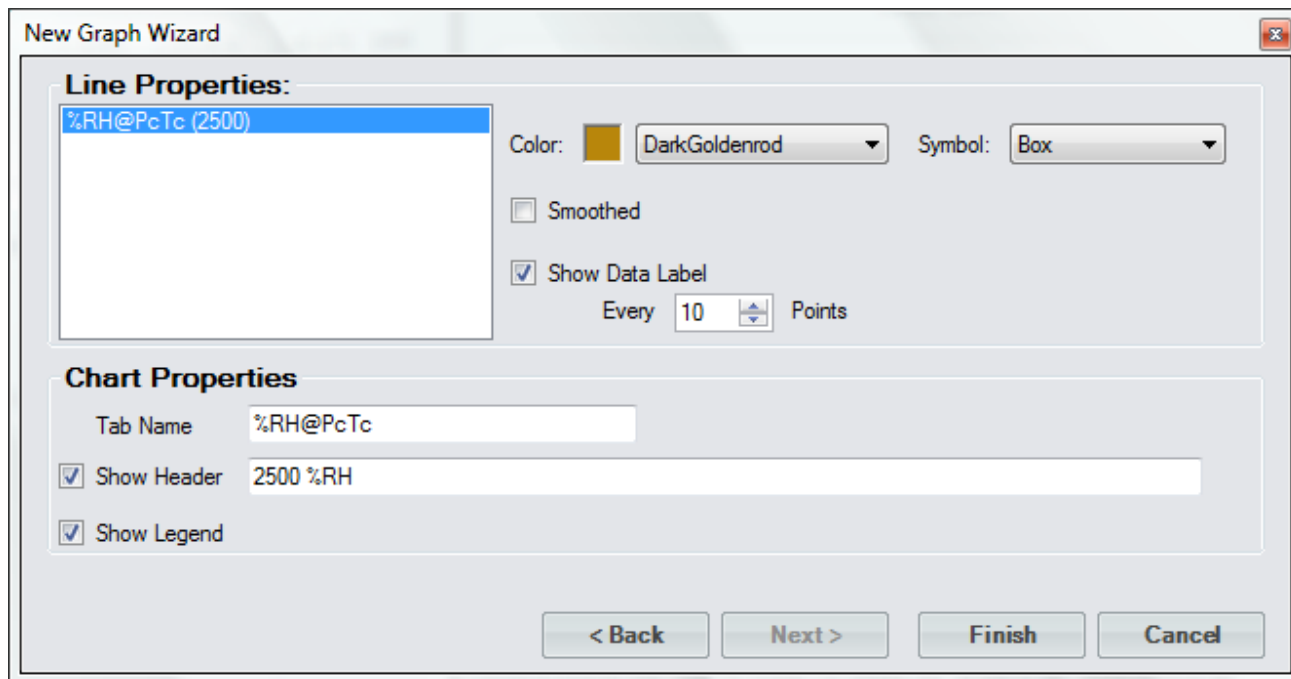 New Graph Wizard
Line Properties:
%RH@PcTc (2500)
Color: DarkGoldenrod Symbol: Box
Smoothed
Show Data Label
Every 10 Points
Chart Properties
Tab Name %RH@PcTc
Show Header 2500 %RH
Show Legend
< Back Next > Finish Cancel